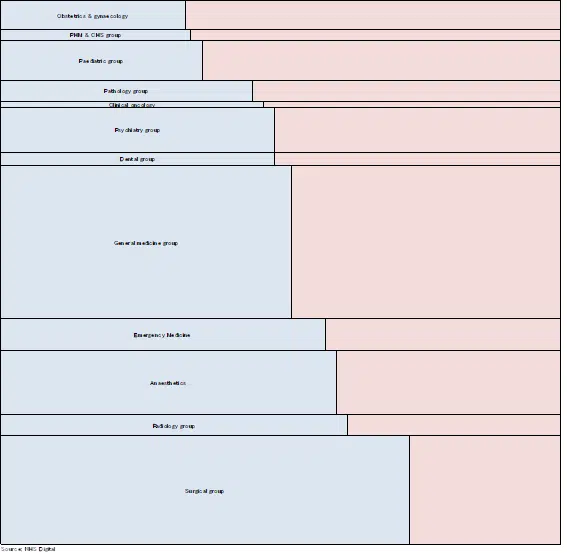 Obstetrics & gynaecology
PHM & CHS group
Paediatric group
Pathology group
Clinical oncology
Psychiatry group
Dental group
General medicine group
Emergency Medicine
Anaesthetics
Radiology group
Surgical group
Source: NHS Digital